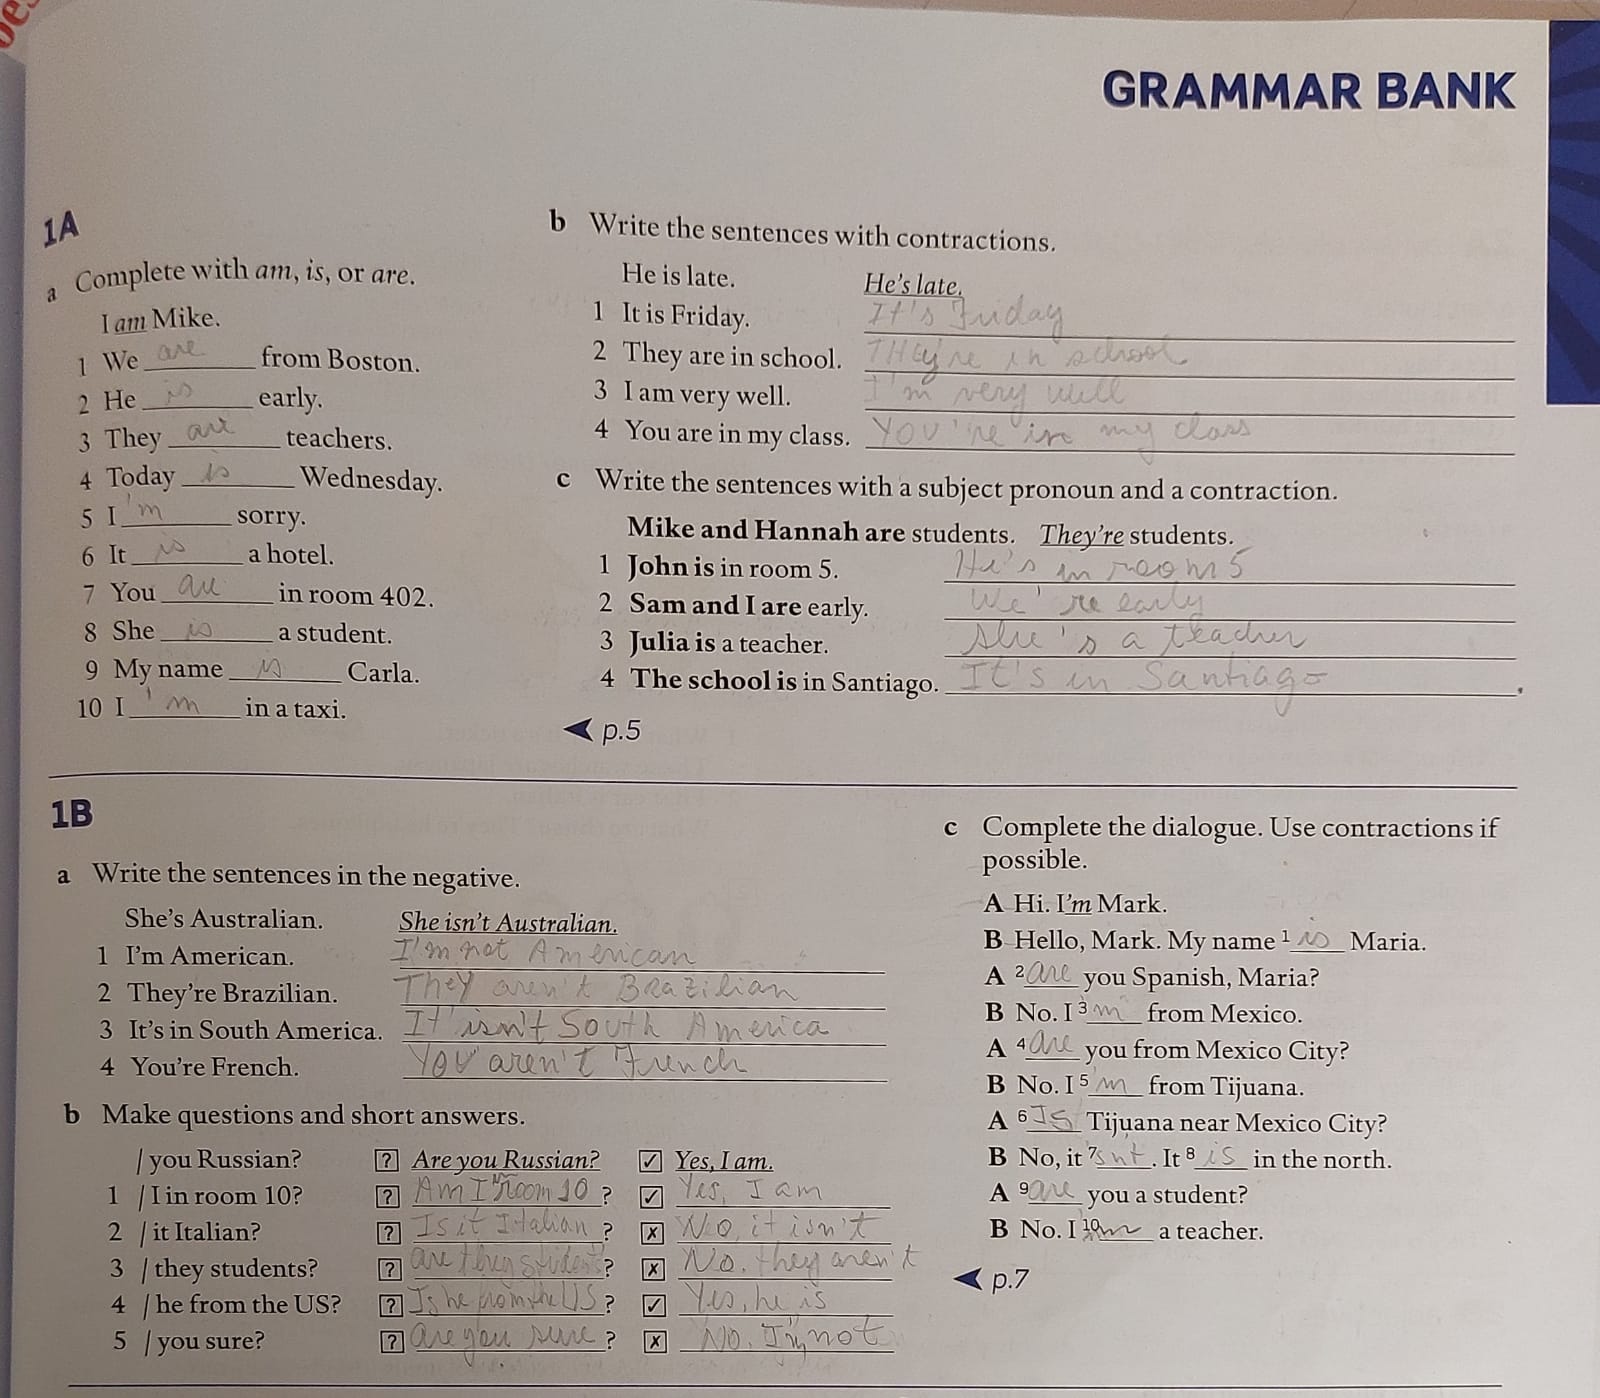 GRAMMAR BANK
1A
a Complete with am, is, or are.
I am Mike.
1 We are from Boston.
2 He is early.
3 They are teachers.
4 Today is Wednesday.
5 I 'm sorry.
6 It is a hotel.
7 You are in room 402.
8 She is a student.
9 My name is Carla.
10 I 'm in a taxi.
b Write the sentences with contractions.
He is late. He's late.
1 It is Friday. It's Friday
2 They are in school. THey're in school
3 I am very well. I'm very well
4 You are in my class. You're in my class
c Write the sentences with a subject pronoun and a contraction.
Mike and Hannah are students. They're students.
1 John is in room 5. He's in room 5
2 Sam and I are early. We're early
3 Julia is a teacher. she's a teacher
4 The school is in Santiago. It's in Santiago.
p.5
1B
a Write the sentences in the negative.
She's Australian. She isn't Australian.
1 I'm American. I'm not American
2 They're Brazilian. They aren't Brazilian
3 It's in South America. It isn't South America
4 You're French. You aren't French
b Make questions and short answers.
/ you Russian? ? Are you Russian? ✓ Yes, I am.
1 / I in room 10? ? Am I in room 10 ? ✓ Yes, I am
2 / it Italian? ? Is it Italian ? ✗ No, it isn't
3 / they students? ? are they students ? ✗ No. they aren't
4 / he from the US? ? Is he from the US ? ✓ Yes, he is
5 / you sure? ? are you sure ? ✗ No. I'm not
c Complete the dialogue. Use contractions if
possible.
A Hi. I'm Mark.
B Hello, Mark. My name 1 is Maria.
A 2 are you Spanish, Maria?
B No. I 3 'm from Mexico.
A 4 are you from Mexico City?
B No. I 5 'm from Tijuana.
A 6 Is Tijuana near Mexico City?
B No, it 7 snt. It 8 is in the north.
A 9 are you a student?
B No. I 10 m a teacher.
p.7